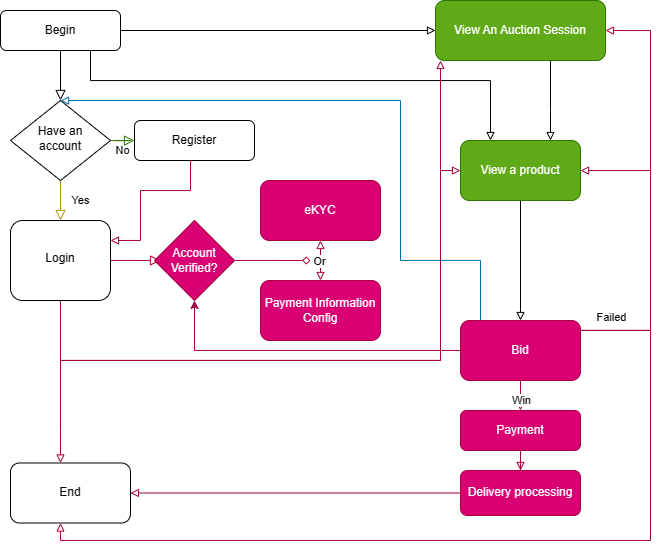 Begin
View An Auction Session
Have an
account
No
Register
Yes
View a product
eKYC
Login
Account
Verified?
Or
Payment Information
Config
Failed
Bid
Win
Payment
End
Delivery processing